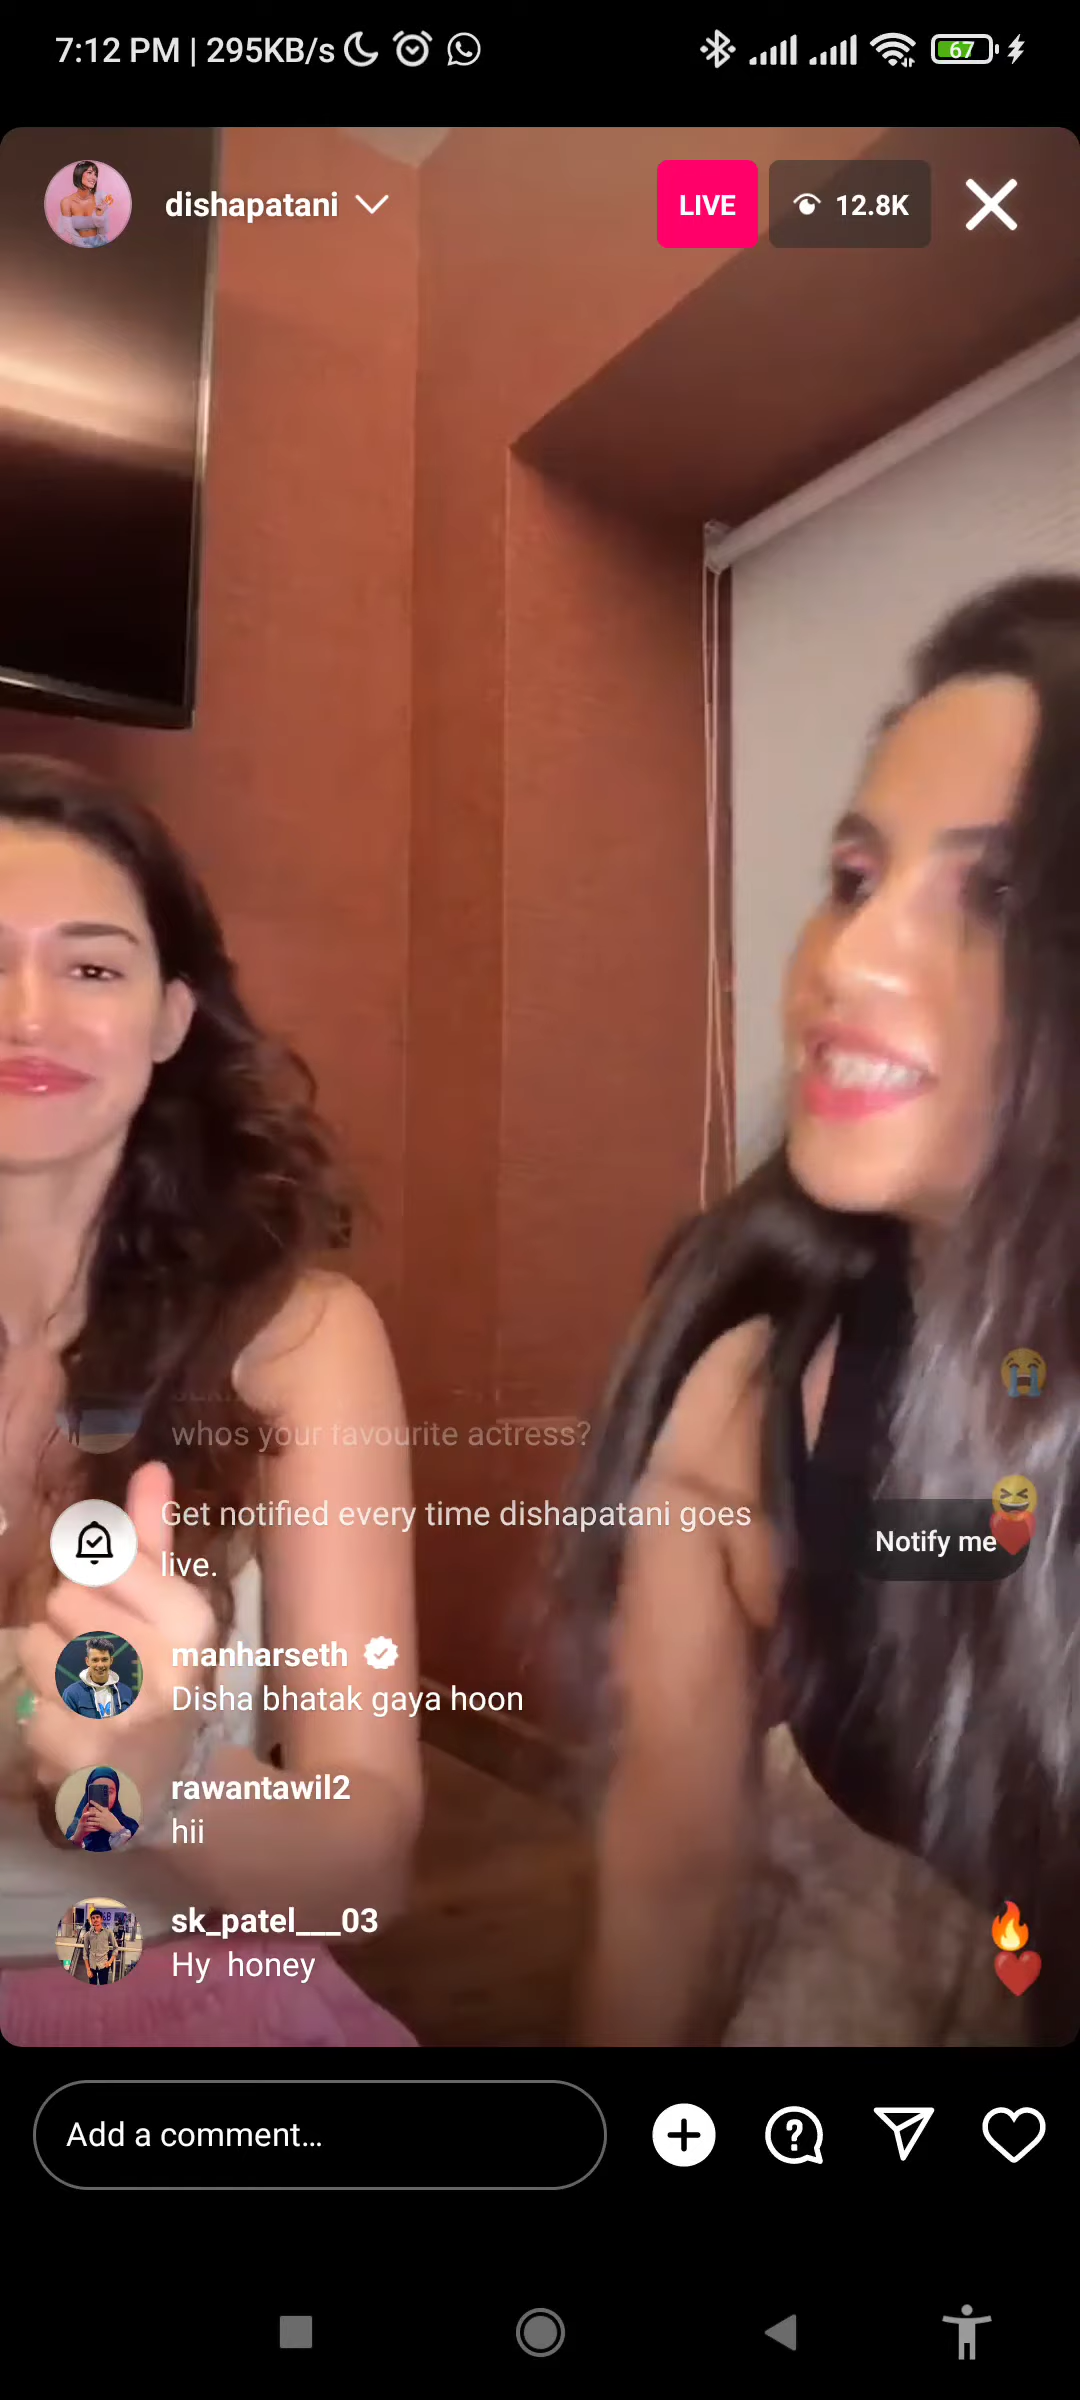 7:12 PM | 295KB/s
67
dishapatani
LIVE
12.8K
whos your favourite actress?
Get notified every time dishapatani goes
live.
Notify me
manharseth
Disha bhatak gaya hoon
rawantawil2
hii
sk_patel___03
Hy honey
Add a comment...